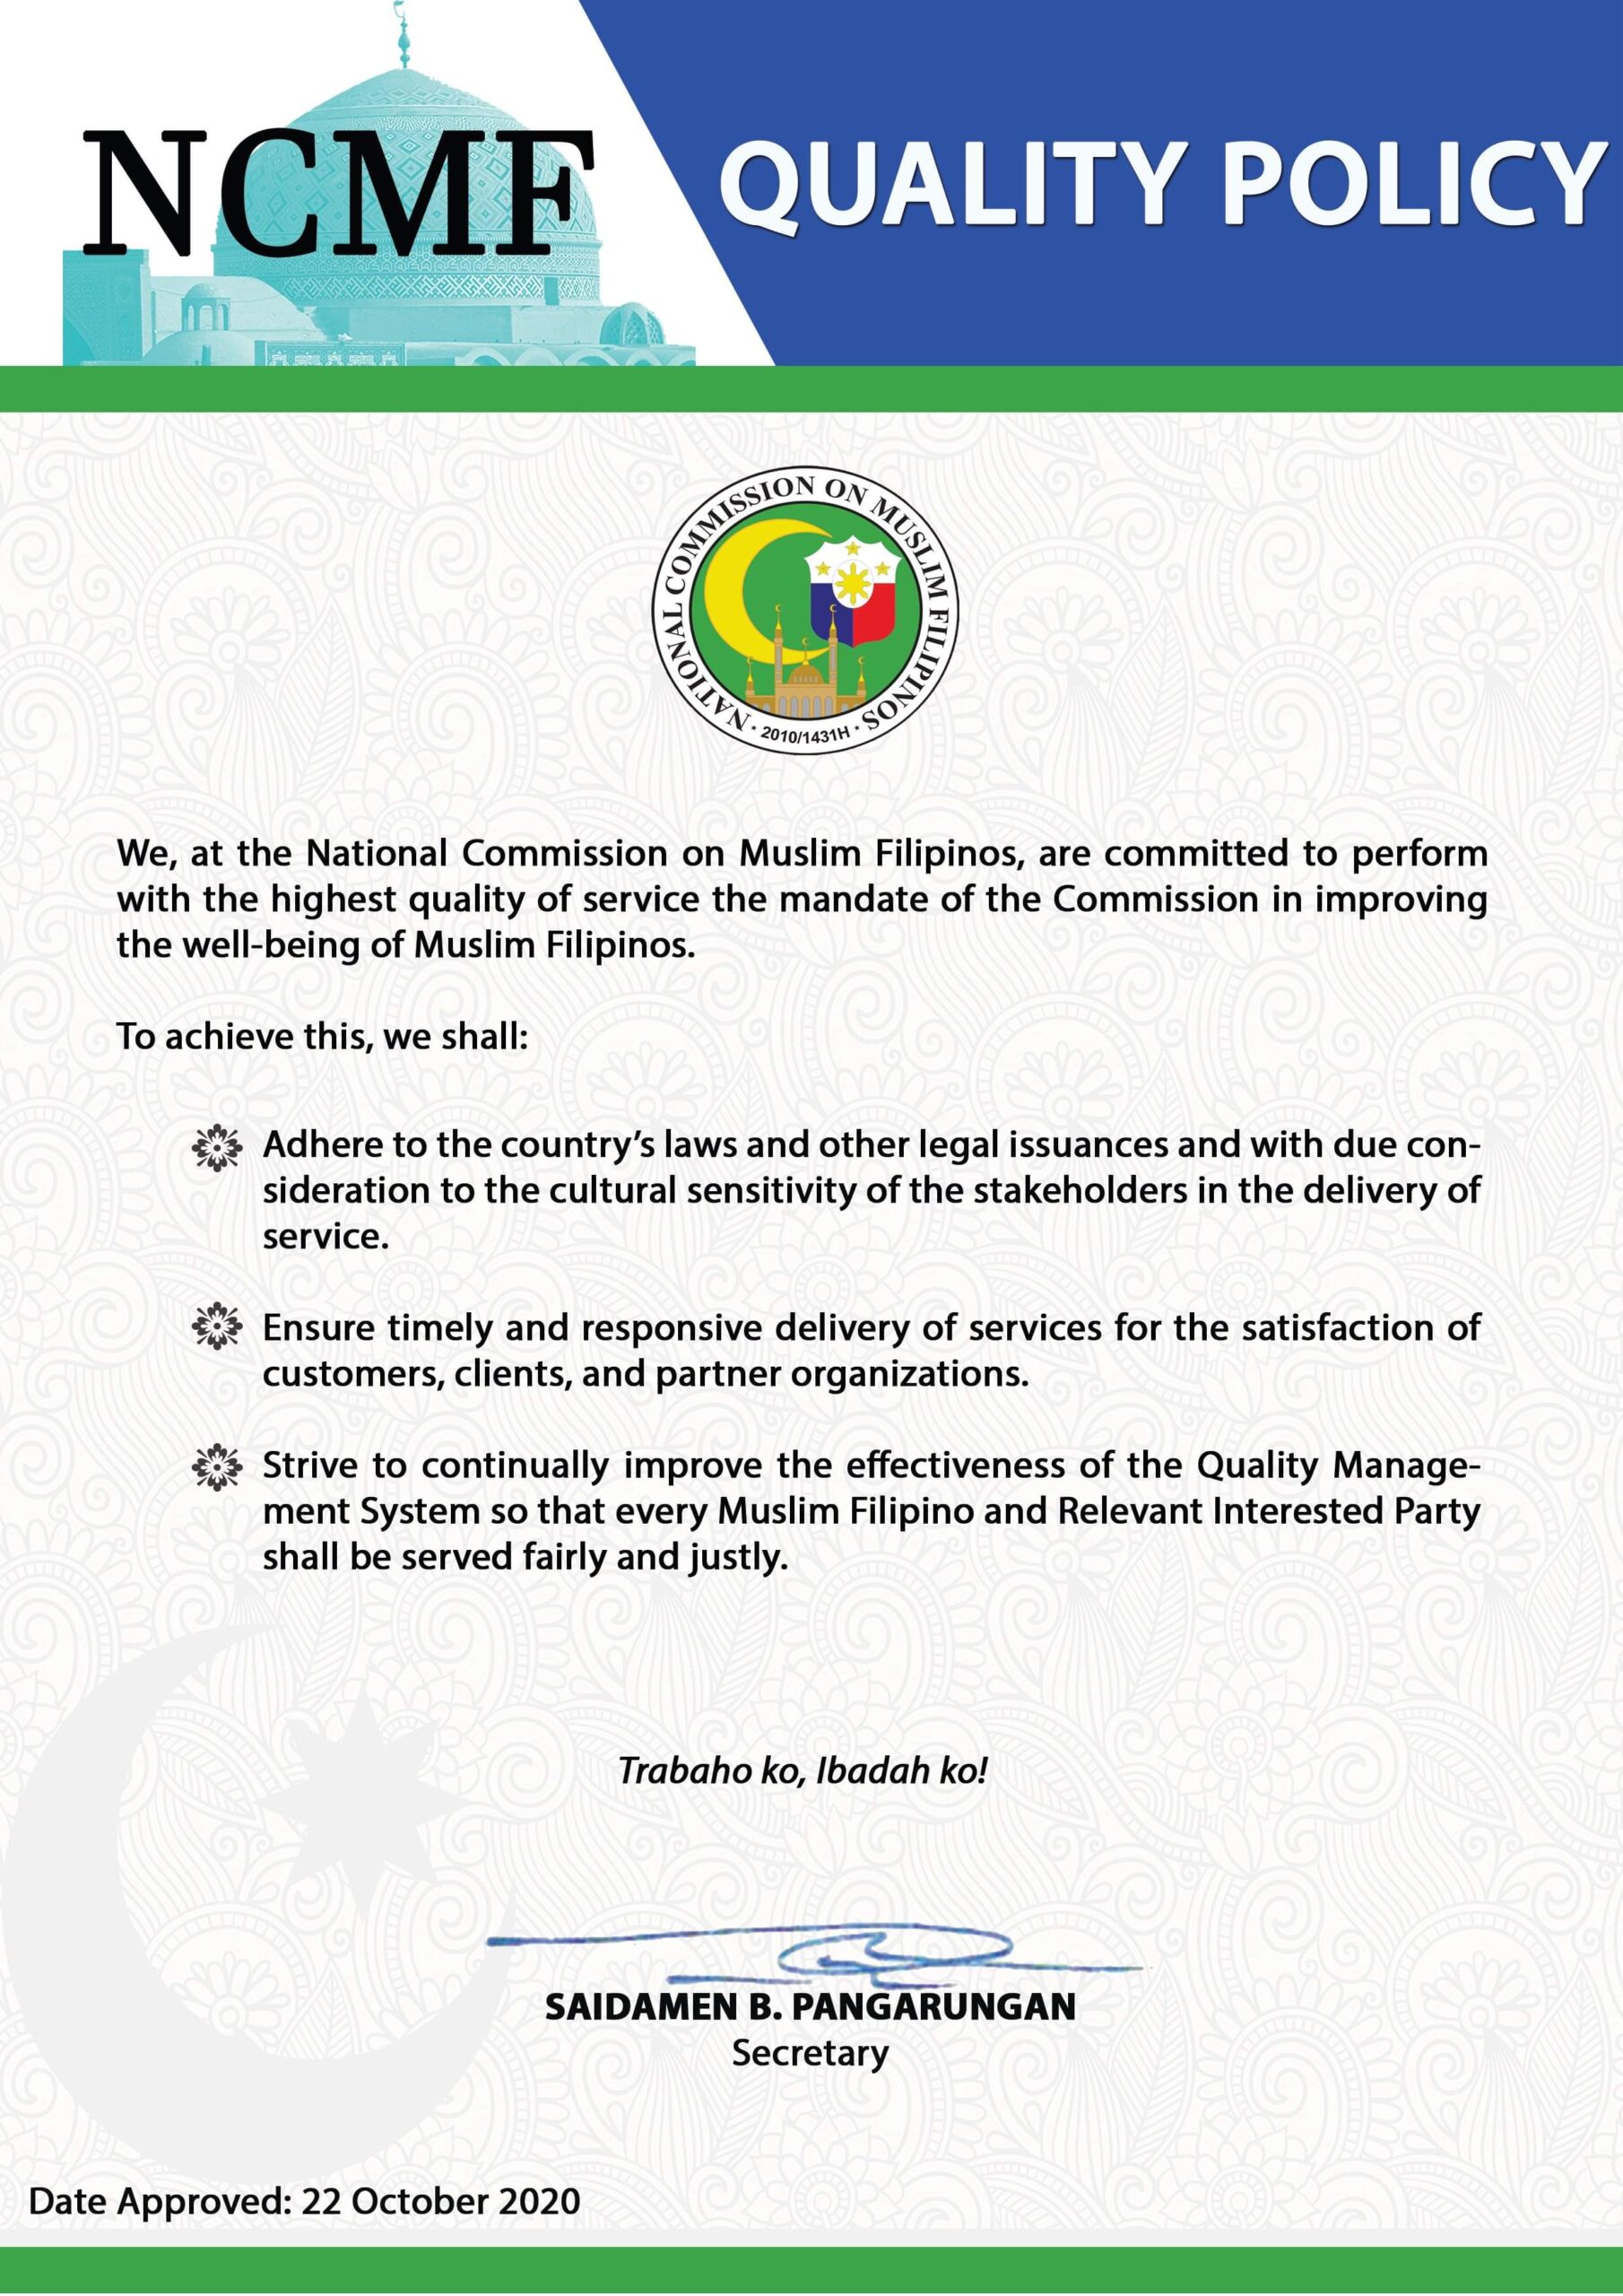 NCMF
QUALITY POLICY
NATIONAL COMMISSION ON MUSLIM FILIPINOS
2010/1431H
We, at the National Commission on Muslim Filipinos, are committed to perform
with the highest quality of service the mandate of the Commission in improving
the well-being of Muslim Filipinos.
To achieve this, we shall:
Adhere to the country’s laws and other legal issuances and with due con-
sideration to the cultural sensitivity of the stakeholders in the delivery of
service.
Ensure timely and responsive delivery of services for the satisfaction of
customers, clients, and partner organizations.
Strive to continually improve the effectiveness of the Quality Manage-
ment System so that every Muslim Filipino and Relevant Interested Party
shall be served fairly and justly.
Trabaho ko, Ibadah ko!
SAIDAMEN B. PANGARUNGAN
Secretary
Date Approved: 22 October 2020